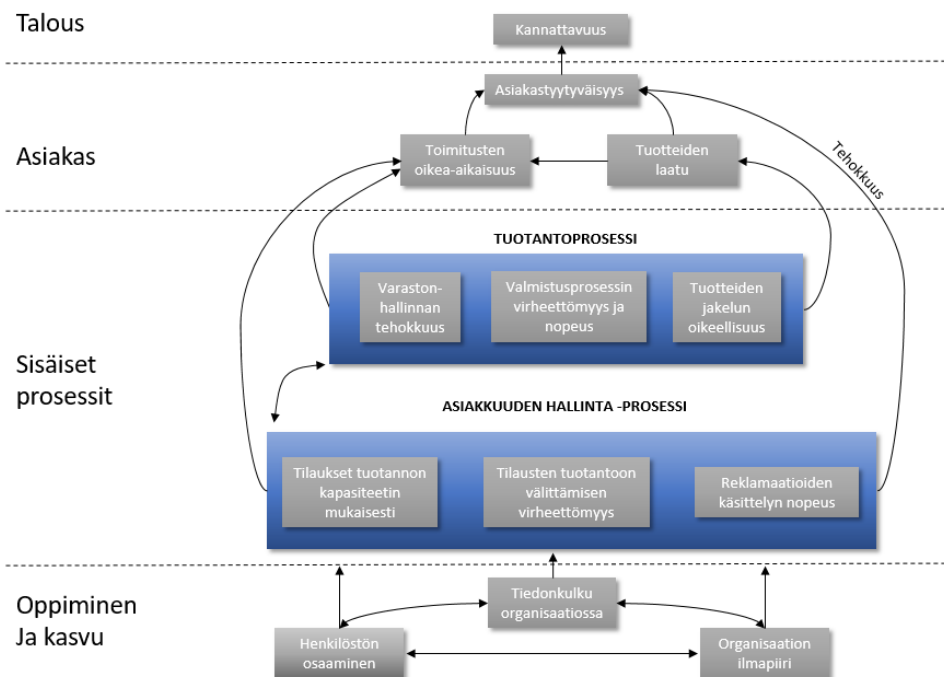 Talous
Kannattavuus
Asiakastyytyväisyys
Asiakas
Toimitusten
oikea-aikaisuus
Tuotteiden
laatu
Tehokkuus
TUOTANTOPROSESSI
Varaston-
hallinnan
tehokkuus
Valmistusprosessin
virheettömyys ja
nopeus
Tuotteiden
jakelun
oikeellisuus
Sisäiset
prosessit
ASIAKKUUDEN HALLINTA -PROSESSI
Tilaukset tuotannon
kapasiteetin
mukaisesti
Tilausten tuotantoon
välittämisen
virheettömyys
Reklamaatioiden
käsittelyn nopeus
Oppiminen
Ja kasvu
Tiedonkulku
organisaatiossa
Henkilöstön
osaaminen
Organisaation
ilmapiiri